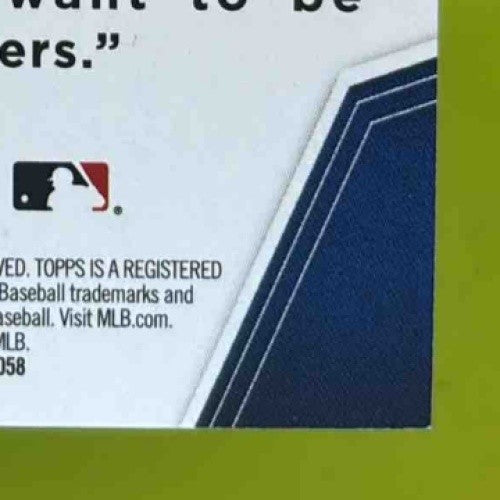 want to be
ers.”
VED. TOPPS IS A REGISTERED
Baseball trademarks and
aseball. Visit MLB.com.
MLB.
058